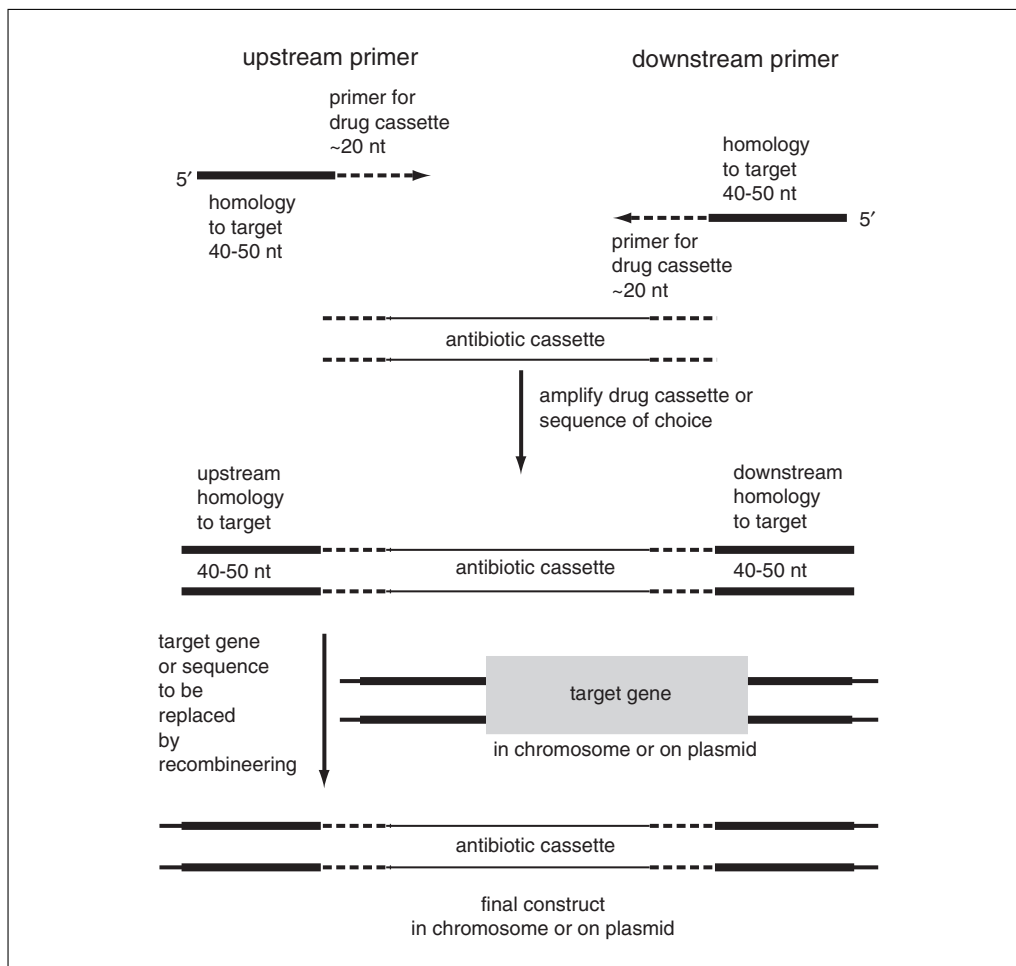 upstream primer
downstream primer
primer for
drug cassette
~20 nt
5′
homology
to target
40-50 nt
homology
to target
40-50 nt
5′
primer for
drug cassette
~20 nt
antibiotic cassette
amplify drug cassette or
sequence of choice
upstream
homology
to target
40-50 nt
antibiotic cassette
downstream
homology
to target
40-50 nt
target gene
or sequence
to be
replaced
by
recombineering
target gene
in chromosome or on plasmid
antibiotic cassette
final construct
in chromosome or on plasmid